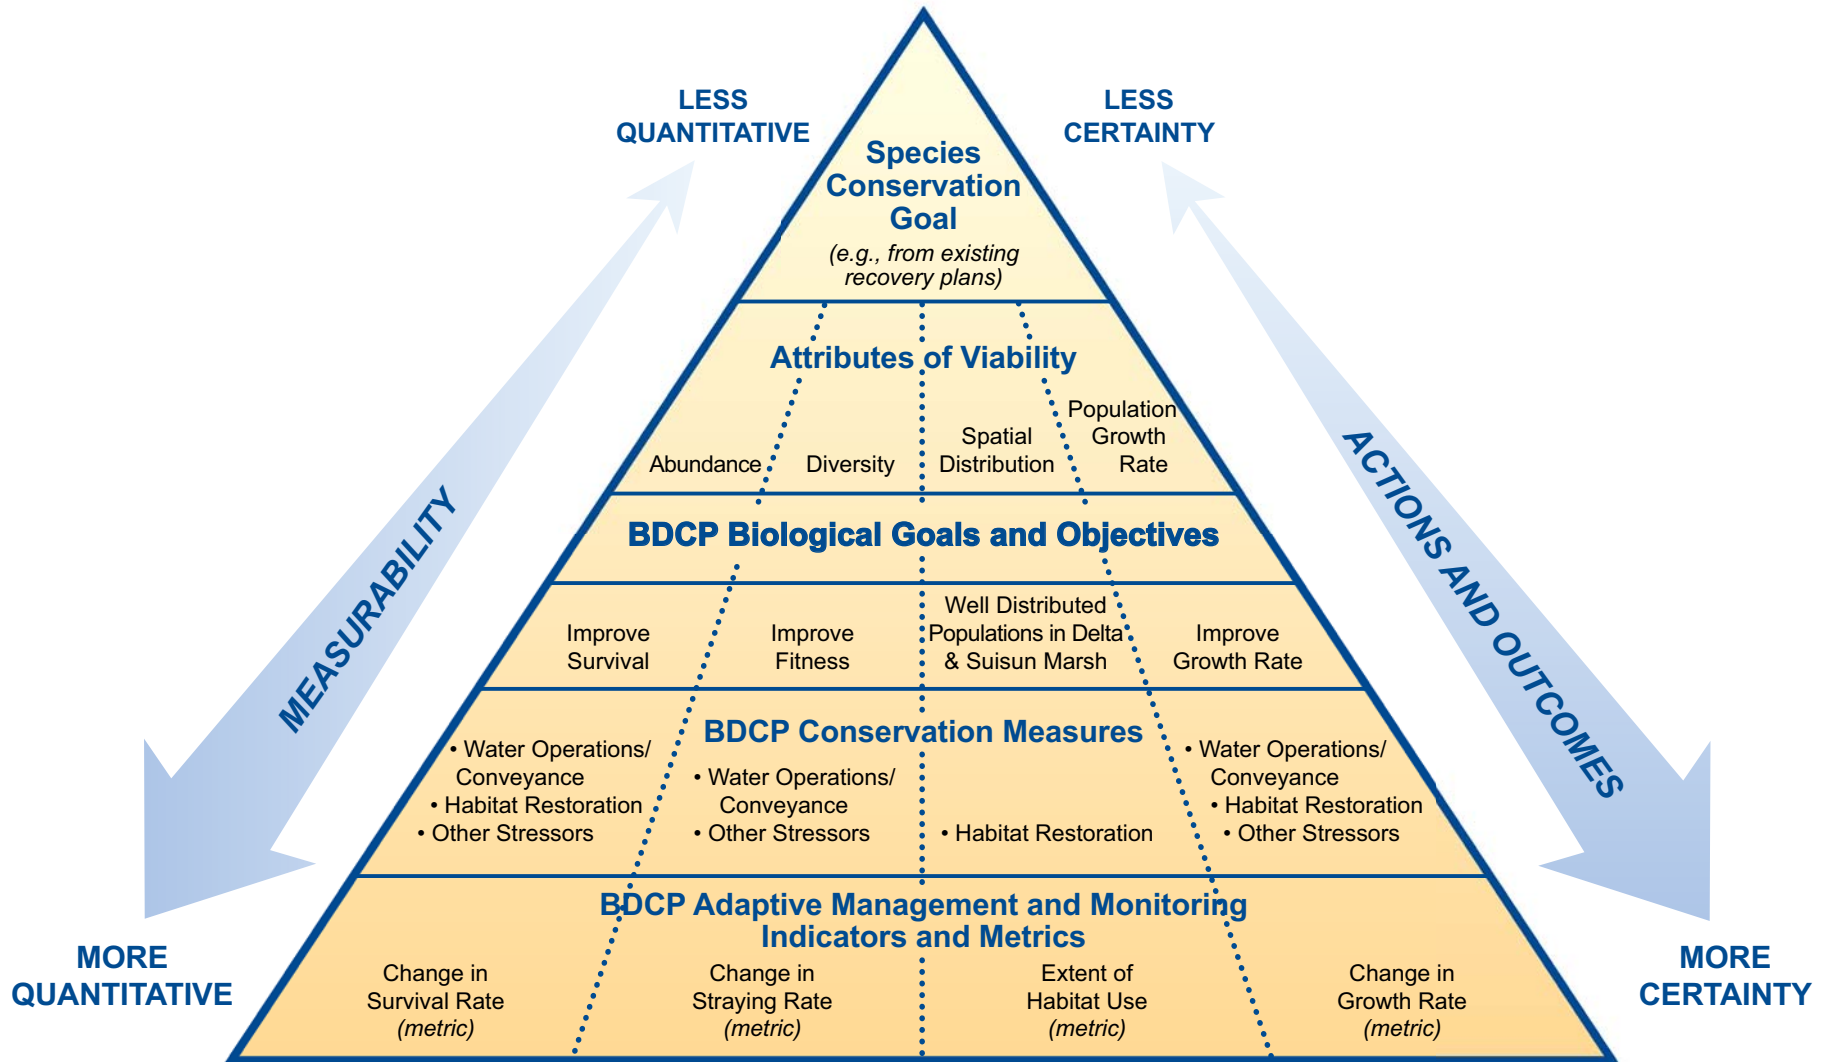 LESS
QUANTITATIVE
LESS
CERTAINTY
Species
Conservation
Goal
(e.g., from existing
recovery plans)
Attributes of Viability
Abundance
Diversity
Spatial
Distribution
Population
Growth
Rate
BDCP Biological Goals and Objectives
Improve
Survival
Improve
Fitness
Well Distributed
Populations in Delta
& Suisun Marsh
Improve
Growth Rate
BDCP Conservation Measures
• Water Operations/
Conveyance
• Habitat Restoration
• Other Stressors
• Water Operations/
Conveyance
• Other Stressors
• Habitat Restoration
• Water Operations/
Conveyance
• Habitat Restoration
• Other Stressors
BDCP Adaptive Management and Monitoring
Indicators and Metrics
Change in
Survival Rate
(metric)
Change in
Straying Rate
(metric)
Extent of
Habitat Use
(metric)
Change in
Growth Rate
(metric)
MEASURABILITY
ACTIONS AND OUTCOMES
MORE
QUANTITATIVE
MORE
CERTAINTY